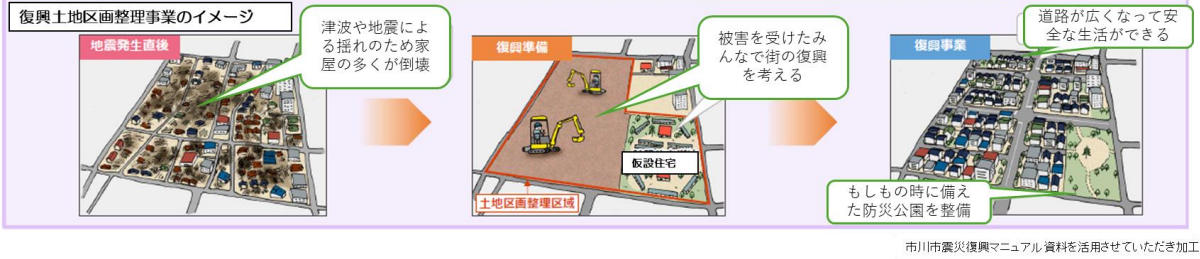 復興土地区画整理事業のイメージ
地震発生直後
津波や地震によ
る揺れのため家
屋の多くが倒壊
復興準備
被害を受けたみ
んなで街の復興
を考える
仮設住宅
土地区画整理区域
復興事業
道路が広くなって安
全な生活ができる
もしもの時に備え
た防災公園を整備
市川市震災復興マニュアル資料を活用させていただき加工